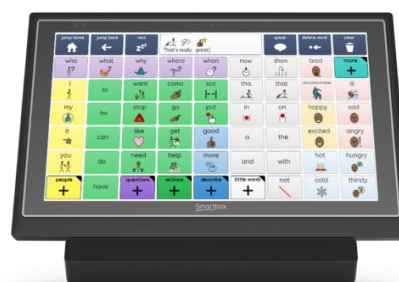 jump home jump back rest That's really great| speak delete word clear
who what why where when now then uncomfortable more
I to want come see this that ill
my be stop go put in on happy sad
it can like get good a the excited angry
you do need help more and with hot hungry
people have questions actions describe little words not cold thirsty
Smartbox